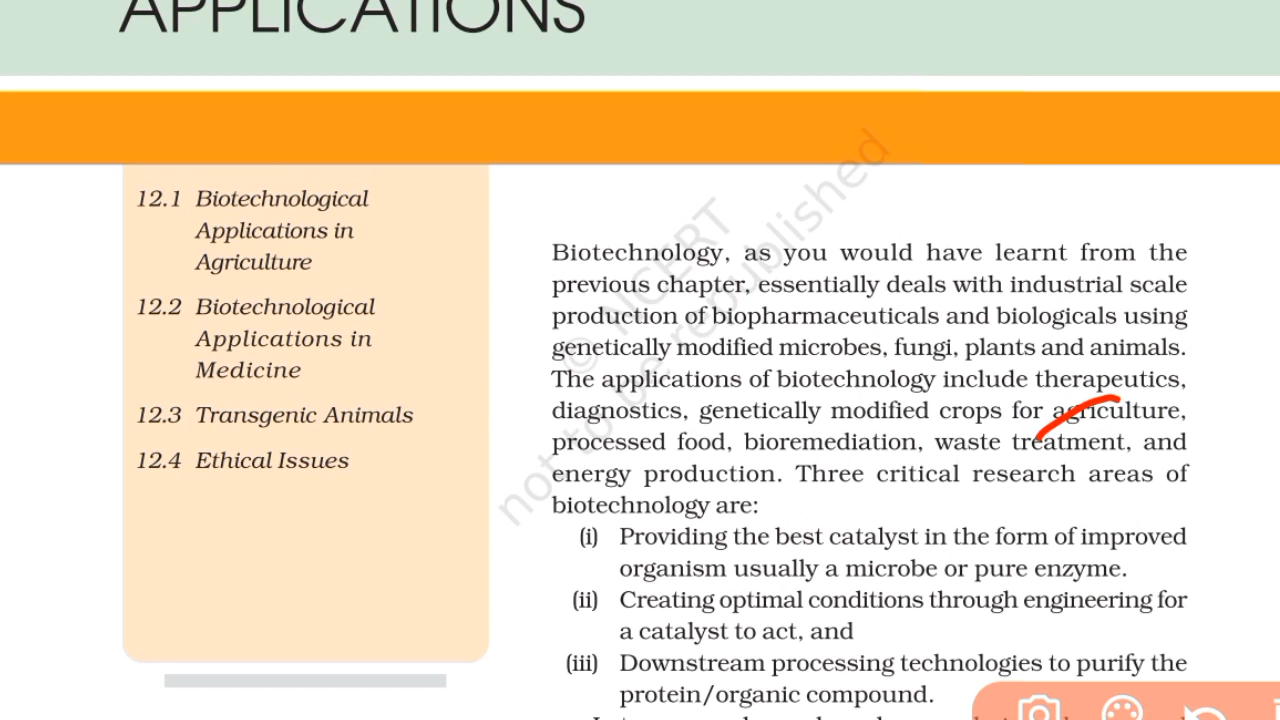 APPLICATIONS
12.1 Biotechnological
Applications in
Agriculture
12.2 Biotechnological
Applications in
Medicine
12.3 Transgenic Animals
12.4 Ethical Issues
© NCERT
not to be republished
Biotechnology, as you would have learnt from the
previous chapter, essentially deals with industrial scale
production of biopharmaceuticals and biologicals using
genetically modified microbes, fungi, plants and animals.
The applications of biotechnology include therapeutics,
diagnostics, genetically modified crops for agriculture,
processed food, bioremediation, waste treatment, and
energy production. Three critical research areas of
biotechnology are:
(i) Providing the best catalyst in the form of improved
organism usually a microbe or pure enzyme.
(ii) Creating optimal conditions through engineering for
a catalyst to act, and
(iii) Downstream processing technologies to purify the
protein/organic compound.